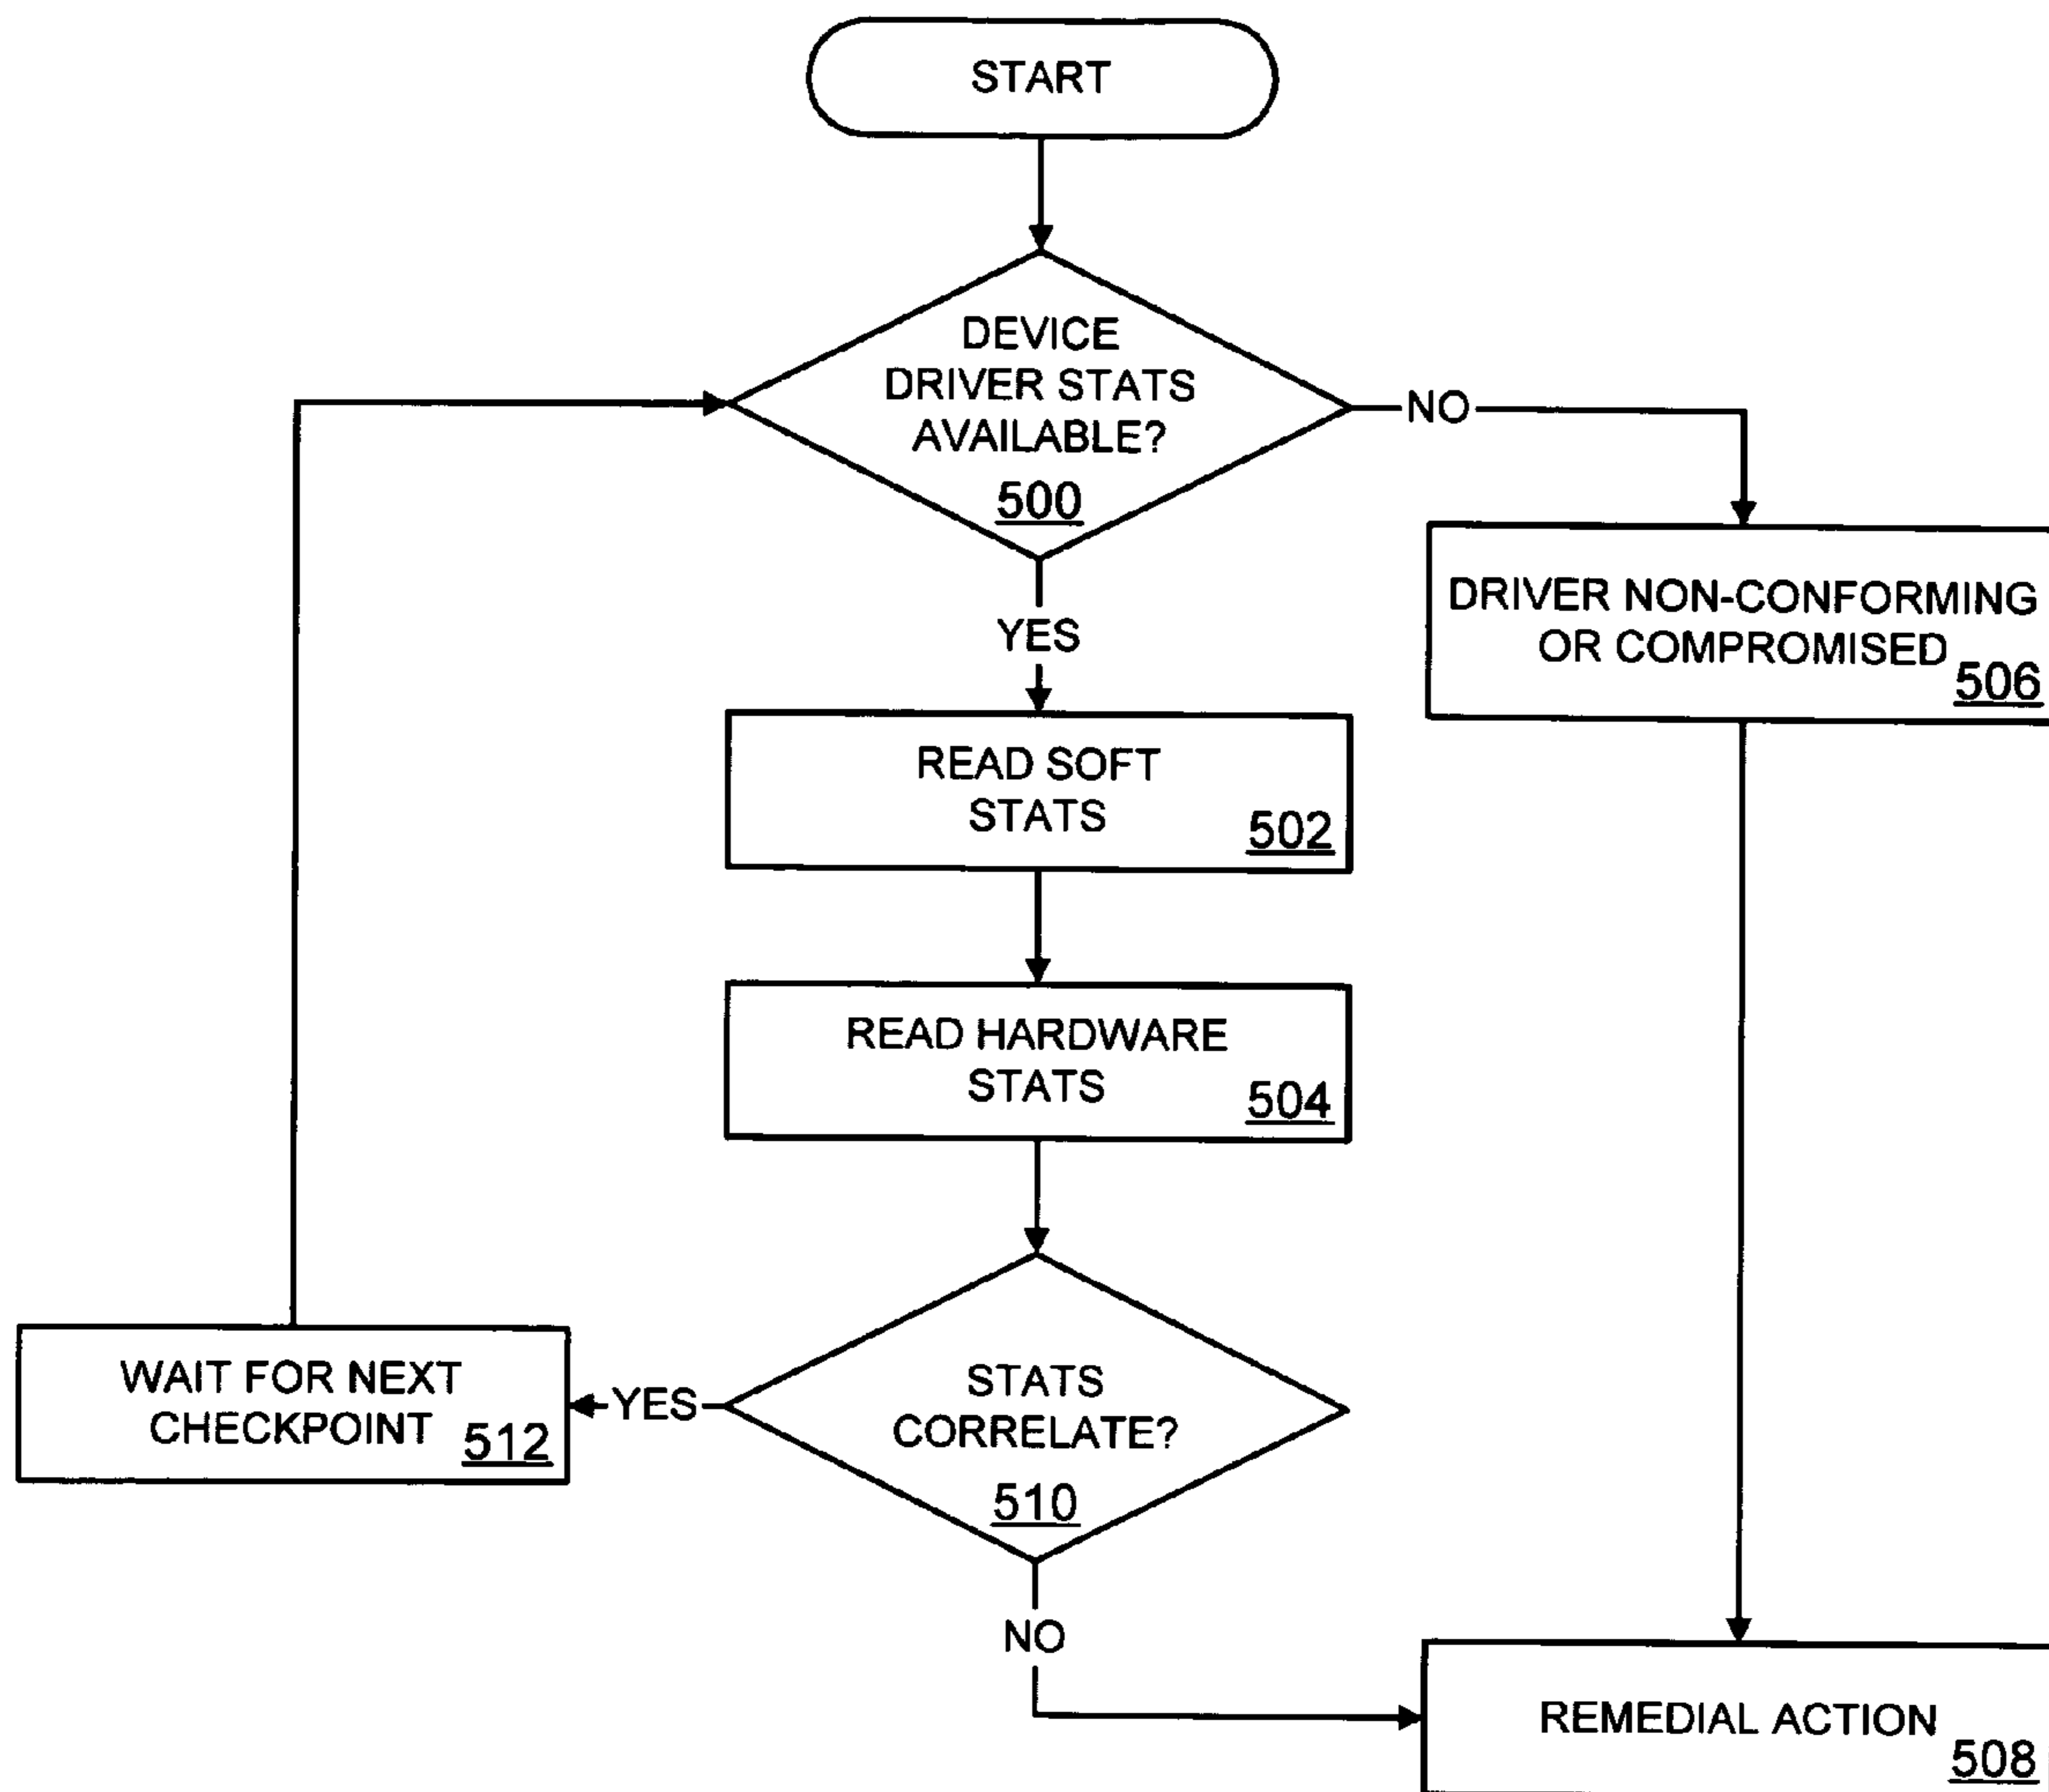 START
DEVICE
DRIVER STATS
AVAILABLE?
500
NO
YES
DRIVER NON-CONFORMING
OR COMPROMISED
506
READ SOFT
STATS
502
READ HARDWARE
STATS
504
STATS
CORRELATE?
510
YES
WAIT FOR NEXT
CHECKPOINT
512
NO
REMEDIAL ACTION
508